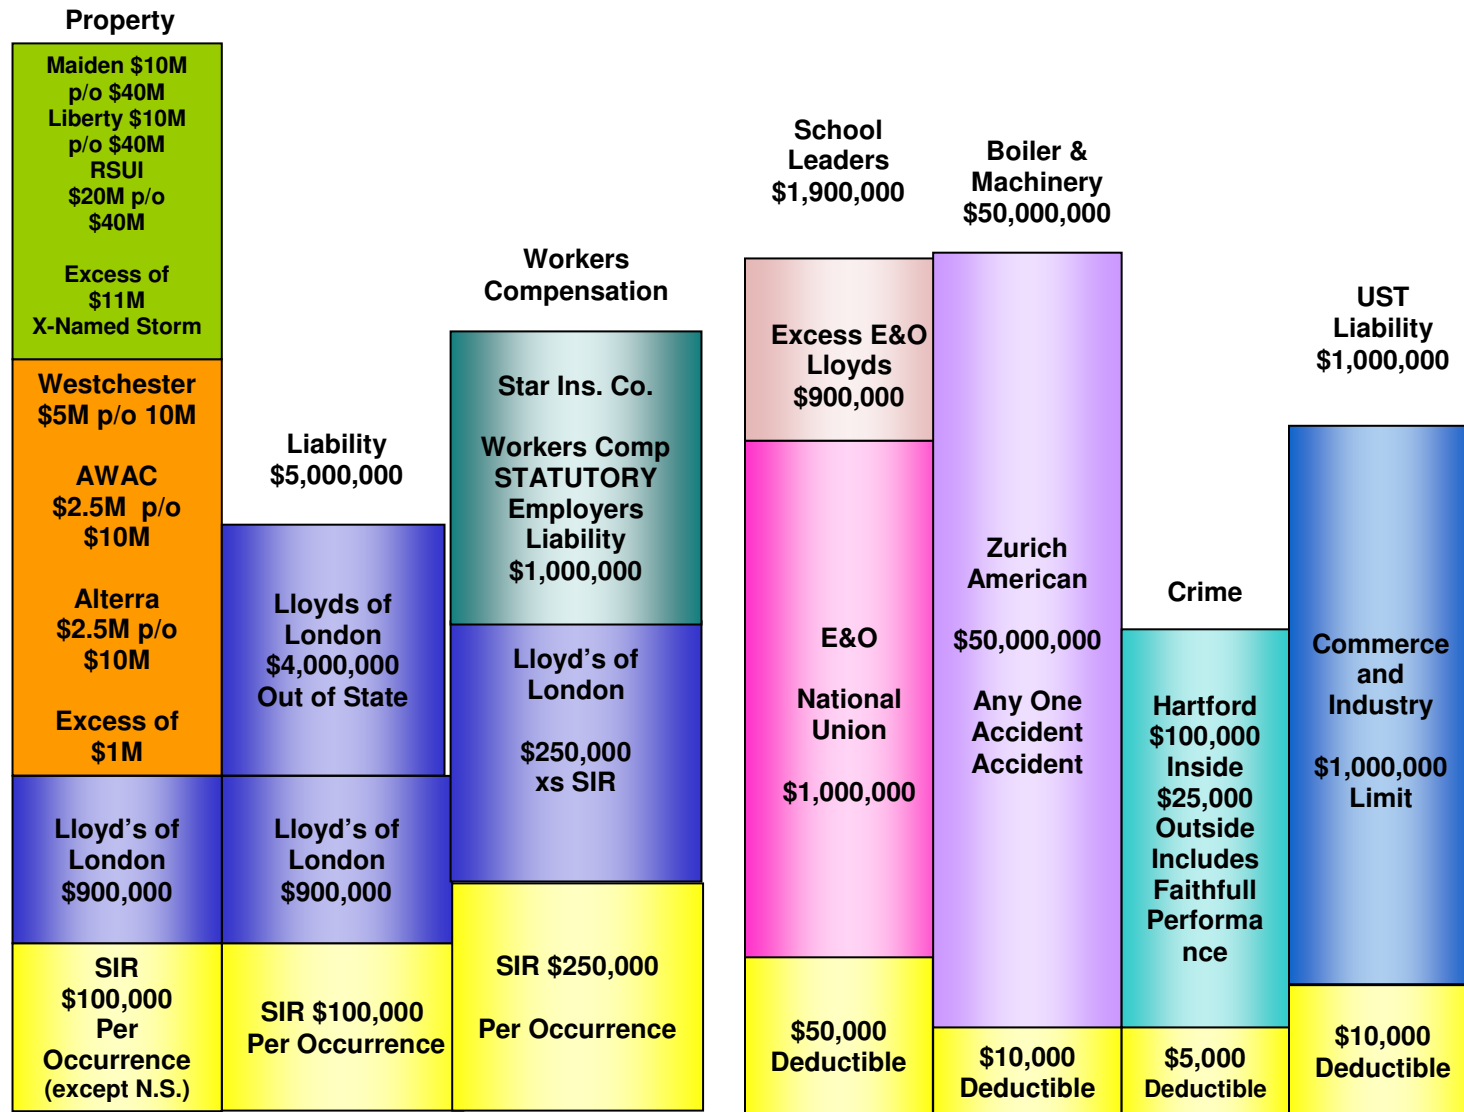 Property
Maiden $10M
p/o $40M
Liberty $10M
p/o $40M
RSUI
$20M p/o
$40M
Excess of
$11M
X-Named Storm
Westchester
$5M p/o 10M
AWAC
$2.5M p/o
$10M
Alterra
$2.5M p/o
$10M
Excess of
$1M
Lloyd's of
London
$900,000
SIR
$100,000
Per
Occurrence
(except N.S.)
Liability
$5,000,000
Lloyds of
London
$4,000,000
Out of State
Lloyd's of
London
$900,000
SIR $100,000
Per Occurrence
Workers
Compensation
Star Ins. Co.
Workers Comp
STATUTORY
Employers
Liability
$1,000,000
Lloyd's of
London
$250,000
xs SIR
SIR $250,000
Per Occurrence
School
Leaders
$1,900,000
Excess E&O
Lloyds
$900,000
E&O
National
Union
$1,000,000
$50,000
Deductible
Boiler &
Machinery
$50,000,000
Zurich
American
$50,000,000
Any One
Accident
Accident
$10,000
Deductible
Crime
Hartford
$100,000
Inside
$25,000
Outside
Includes
Faithfull
Performa
nce
$5,000
Deductible
UST
Liability
$1,000,000
Commerce
and
Industry
$1,000,000
Limit
$10,000
Deductible